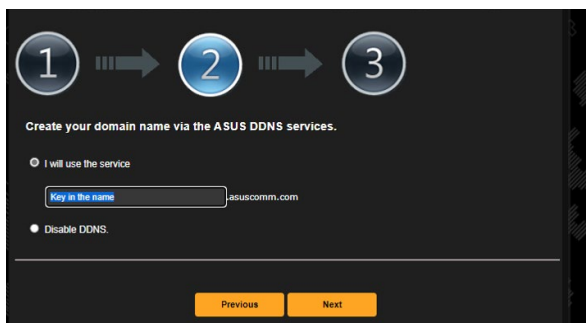 1 2 3
Create your domain name via the ASUS DDNS services.
I will use the service
Key in the name .asuscomm.com
Disable DDNS.
Previous Next